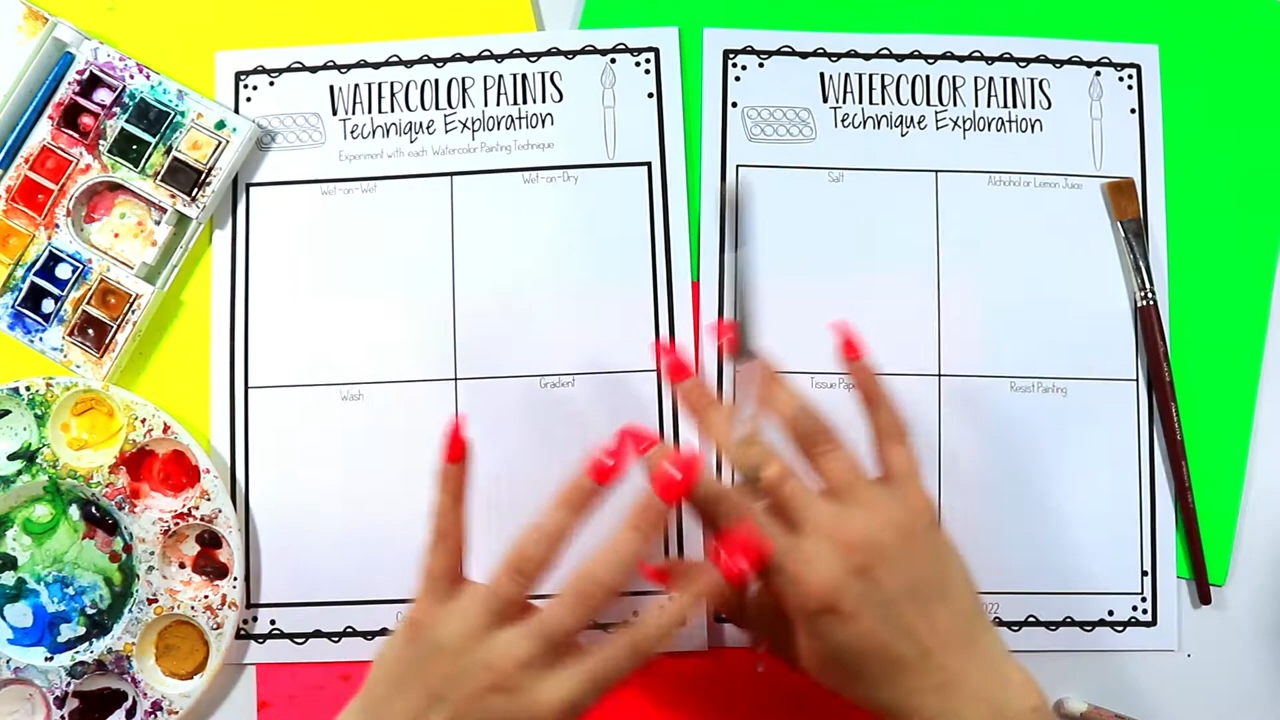 WATERCOLOR PAINTS
Technique Exploration
Experiment with each Watercolor Painting Technique
Wet-on-Wet
Wet-on-Dry
Wash
Gradient
WATERCOLOR PAINTS
Technique Exploration
Salt
Alchohol or Lemon Juice
Tissue
Resist Painting